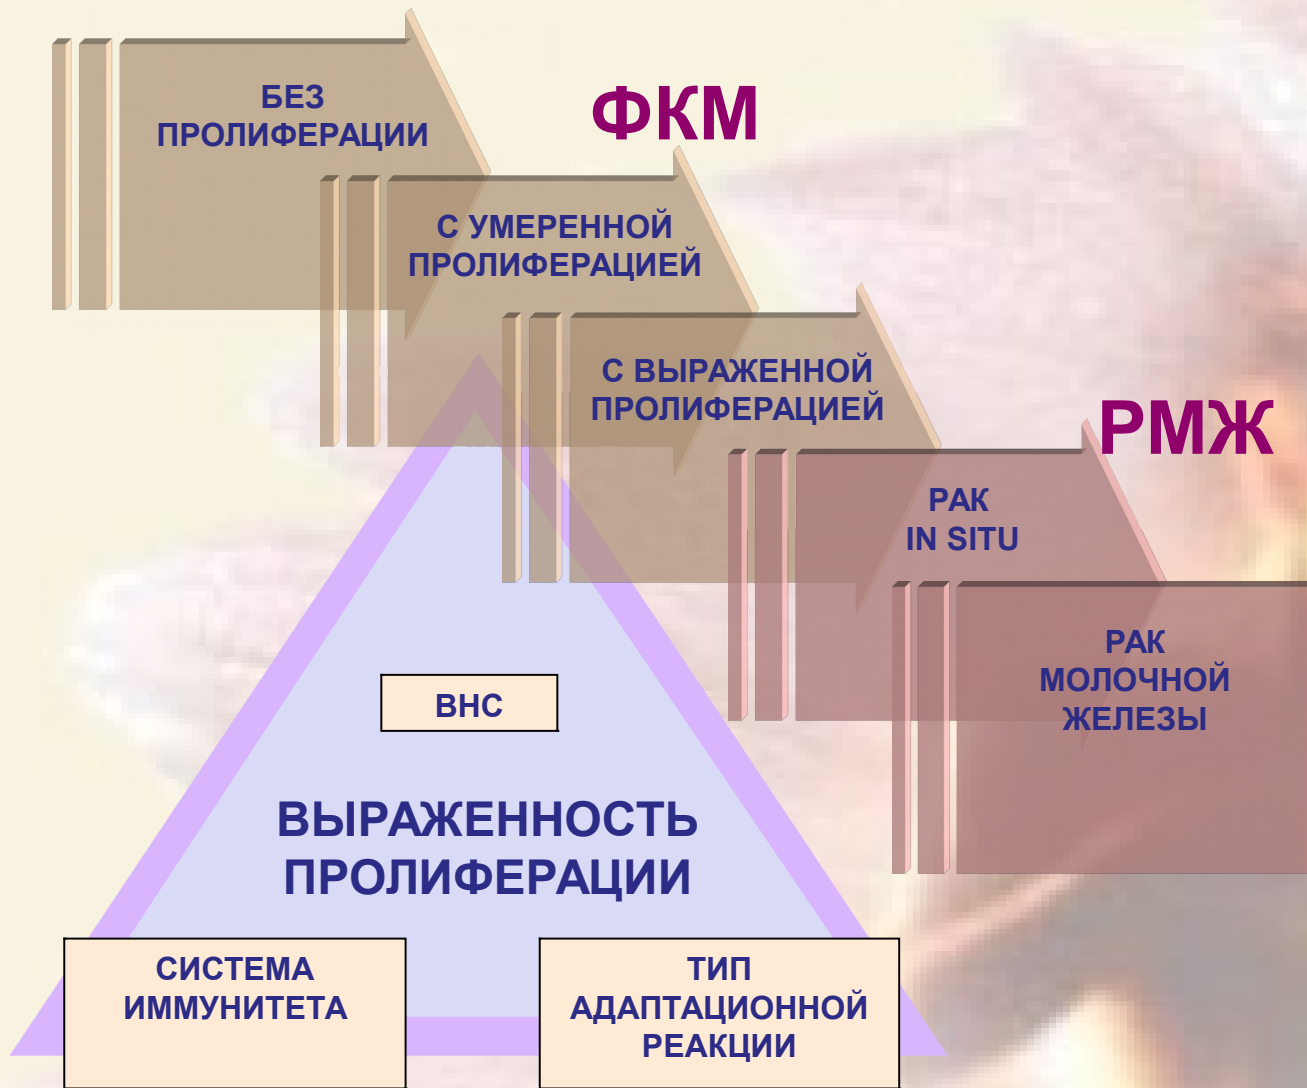 БЕЗ
ПРОЛИФЕРАЦИИ
ФКМ
С УМЕРЕННОЙ
ПРОЛИФЕРАЦИЕЙ
С ВЫРАЖЕННОЙ
ПРОЛИФЕРАЦИЕЙ
РМЖ
РАК
IN SITU
РАК
МОЛОЧНОЙ
ЖЕЛЕЗЫ
ВНС
ВЫРАЖЕННОСТЬ
ПРОЛИФЕРАЦИИ
СИСТЕМА
ИММУНИТЕТА
ТИП
АДАПТАЦИОННОЙ
РЕАКЦИИ